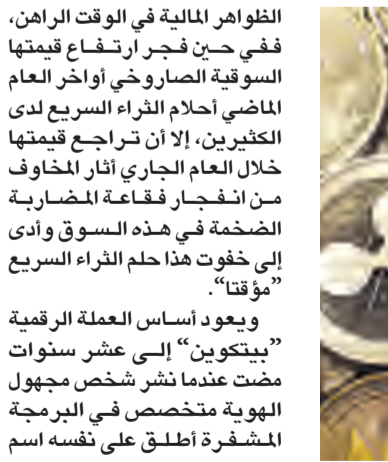 الظواهر المالية في الوقت الراهن،
ففي حين فجر ارتفاع قيمتها
السوقية الصاروخي أواخر العام
الماضي أحلام الثراء السريع لدى
الكثيرين، إلا أن تراجع قيمتها
خلال العام الجاري أثار المخاوف
من انفجار فقاعة المضاربة
الضخمة في هذه السوق وأدى
إلى خفوت هذا حلم الثراء السريع
”مؤقتا“.
ويعود أساس العملة الرقمية
”بيتكوين“ إلى عشر سنوات
مضت عندما نشر شخص مجهول
الهوية متخصص في البرمجة
المشفرة أطلق على نفسه اسم